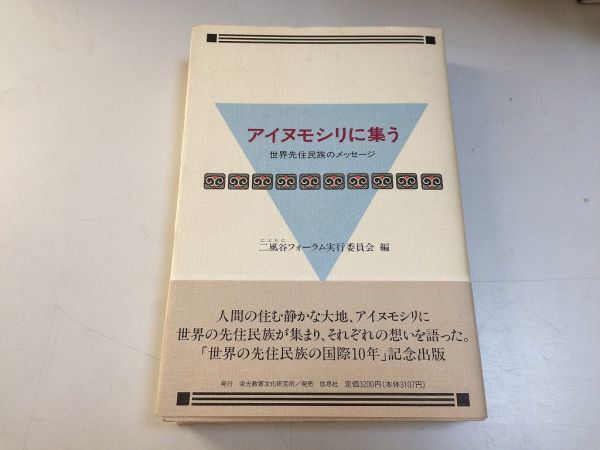 アイヌモシリに集う
世界先住民族のメッセージ
にぶたに
二風谷フォーラム実行委員会 編
人間の住む静かな大地、アイヌモシリに
世界の先住民族が集まり、それぞれの想いを語った。
「世界の先住民族の国際10年」記念出版
発行 栄光教育文化研究所/発売 悠思社 定価3200円(本体3107円)